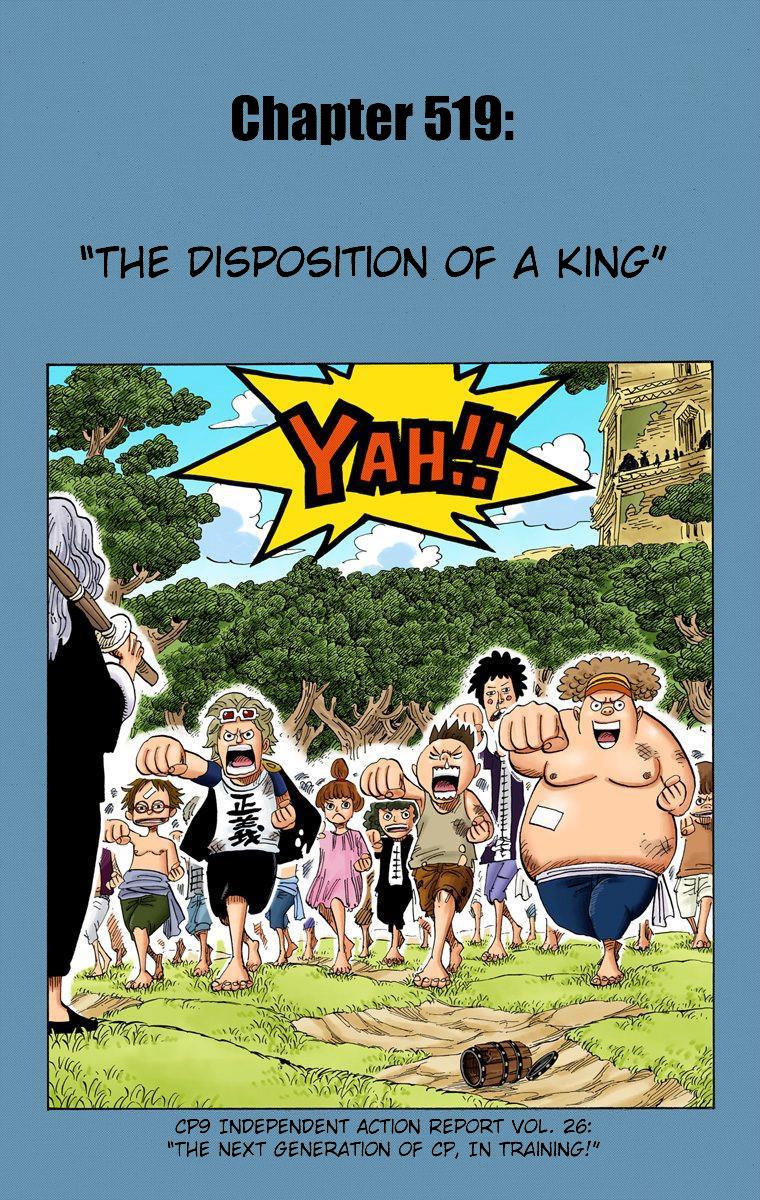 Chapter 519:
"THE DISPOSITION OF A KING"
YAH!!
正義
CP9 INDEPENDENT ACTION REPORT VOL. 26:
"THE NEXT GENERATION OF CP, IN TRAINING!"